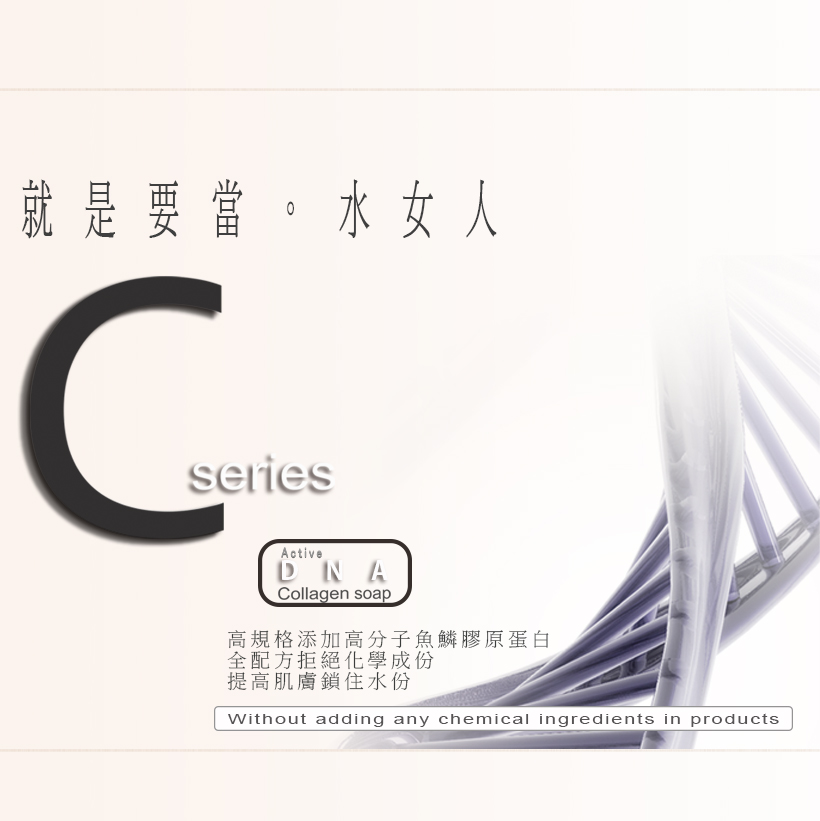 就是要當。水女人
C
series
Active
DNA
Collagen soap
高規格添加高分子魚鱗膠原蛋白
全配方拒絕化學成份
提高肌膚鎖住水份
Without adding any chemical ingredients in products